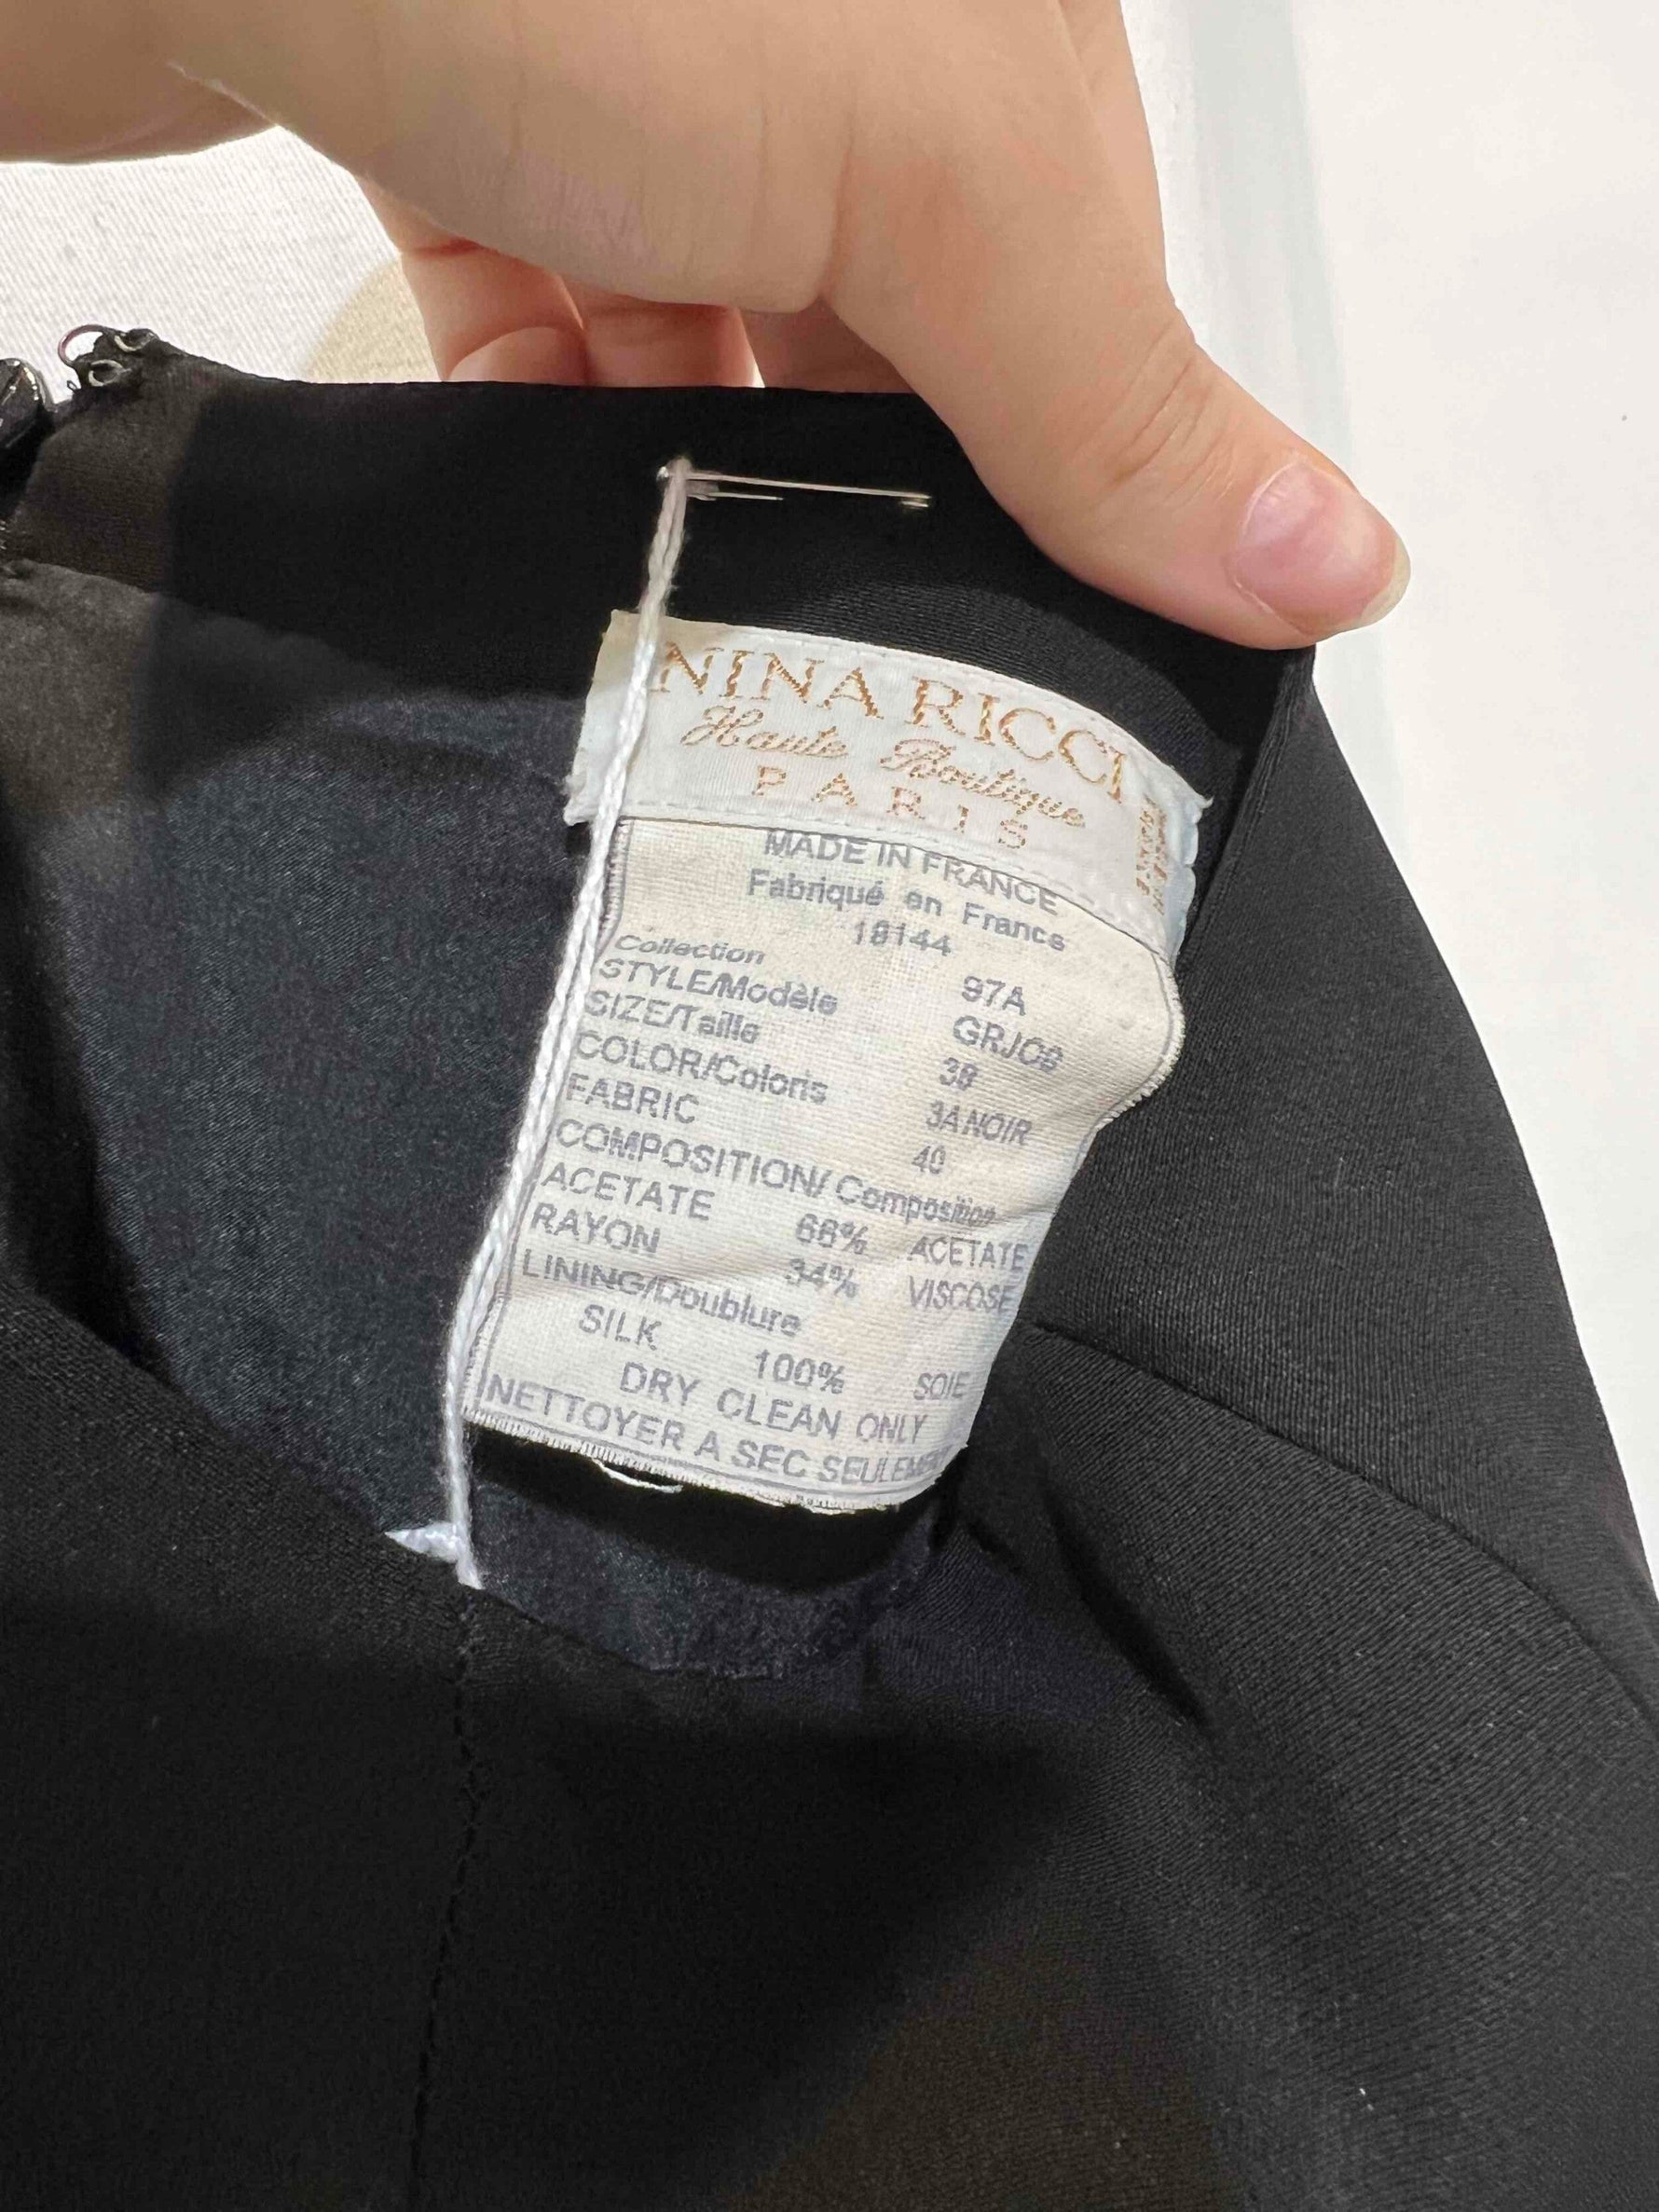 NINA RICCI
Haute Boutique
PARIS
MADE IN FRANCE
Fabriqué en France
18144
Collection 97A
STYLE/Modèle GRJO8
SIZE/Taille 38
COLOR/Coloris 3A NOIR
FABRIC 40
COMPOSITION/ Composition
ACETATE 66% ACETATE
RAYON 34% VISCOSE
LINING/Doublure
SILK 100% SOIE
DRY CLEAN ONLY
NETTOYER A SEC SEULEMENT